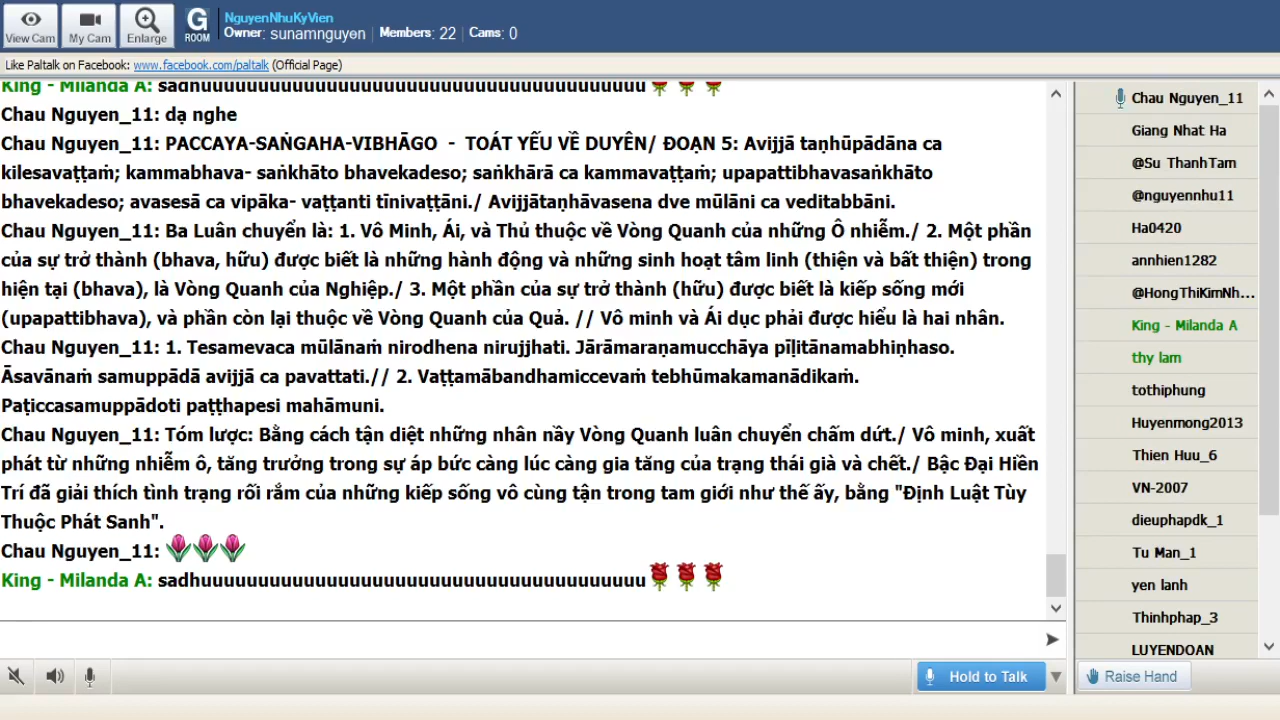 View Cam
My Cam
Enlarge
G
ROOM
NguyenNhuKyVien
Owner: sunamnguyen | Members: 22 | Cams: 0
Like Paltalk on Facebook: www.facebook.com/paltalk (Official Page)
King - Milanda A: sadhuuuuuuuuuuuuuuuuuuuuuuuuuuuuuuuuuuuuuuu
Chau Nguyen_11: dạ nghe
Chau Nguyen_11: PACCAYA-SAṄGAHA-VIBHĀGO - TOÁT YẾU VỀ DUYÊN/ ĐOẠN 5: Avijjā taṇhūpādāna ca
kilesavaṭṭaṃ; kammabhava- saṅkhāto bhavekadeso; saṅkhārā ca kammavaṭṭaṃ; upapattibhavasaṅkhāto
bhavekadeso; avasesā ca vipāka- vaṭṭanti tīnivaṭṭāni./ Avijjātaṇhāvasena dve mūlāni ca veditabbāni.
Chau Nguyen_11: Ba Luân chuyển là: 1. Vô Minh, Ái, và Thủ thuộc về Vòng Quanh của những Ô nhiễm./ 2. Một phần
của sự trở thành (bhava, hữu) được biết là những hành động và những sinh hoạt tâm linh (thiện và bất thiện) trong
hiện tại (bhava), là Vòng Quanh của Nghiệp./ 3. Một phần của sự trở thành (hữu) được biết là kiếp sống mới
(upapattibhava), và phần còn lại thuộc về Vòng Quanh của Quả. // Vô minh và Ái dục phải được hiểu là hai nhân.
Chau Nguyen_11: 1. Tesamevaca mūlānaṁ nirodhena nirujjhati. Jārāmaraṇamucchāya pīḷitānamabhiṇhaso.
Āsavānaṁ samuppādā avijjā ca pavattati.// 2. Vaṭṭamābandhamiccevaṁ tebhūmakamanādikaṁ.
Paṭiccasamuppādoti paṭṭhapesi mahāmuni.
Chau Nguyen_11: Tóm lược: Bằng cách tận diệt những nhân nầy Vòng Quanh luân chuyển chấm dứt./ Vô minh, xuất
phát từ những nhiễm ô, tăng trưởng trong sự áp bức càng lúc càng gia tăng của trạng thái già và chết./ Bậc Đại Hiền
Trí đã giải thích tình trạng rối rắm của những kiếp sống vô cùng tận trong tam giới như thế ấy, bằng "Định Luật Tùy
Thuộc Phát Sanh".
Chau Nguyen_11:
King - Milanda A: sadhuuuuuuuuuuuuuuuuuuuuuuuuuuuuuuuuuuuuuuu
Hold to Talk
Chau Nguyen_11
Giang Nhat Ha
@Su ThanhTam
@nguyennhu11
Ha0420
annhien1282
@HongThiKimNh...
King - Milanda A
thy lam
tothiphung
Huyenmong2013
Thien Huu_6
VN-2007
dieuphapdk_1
Tu Man_1
yen lanh
Thinhphap_3
LUYENDOAN
Raise Hand